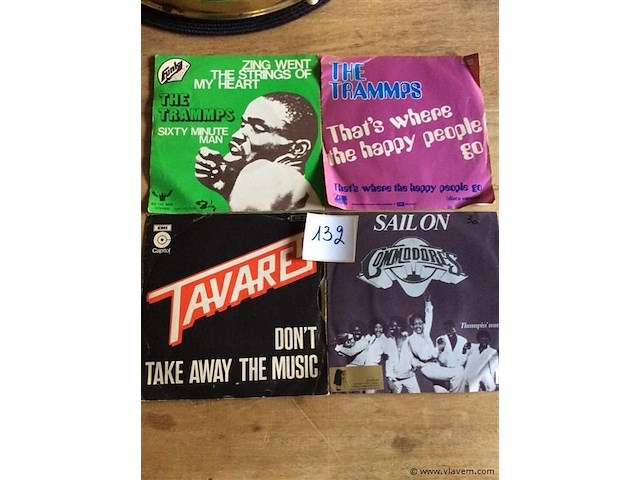 Funky
ZING WENT
THE STRINGS OF
MY HEART
THE
TRAMMPS
SIXTY MINUTE
MAN
THE
TRAMMPS
That's where
the happy people
go
That's where the happy people go
EMI
Capitol
TAVARE
DON'T
TAKE AWAY THE MUSIC
132
SAIL ON
COMMODORES
Thumpin'
© www.vlavem.com